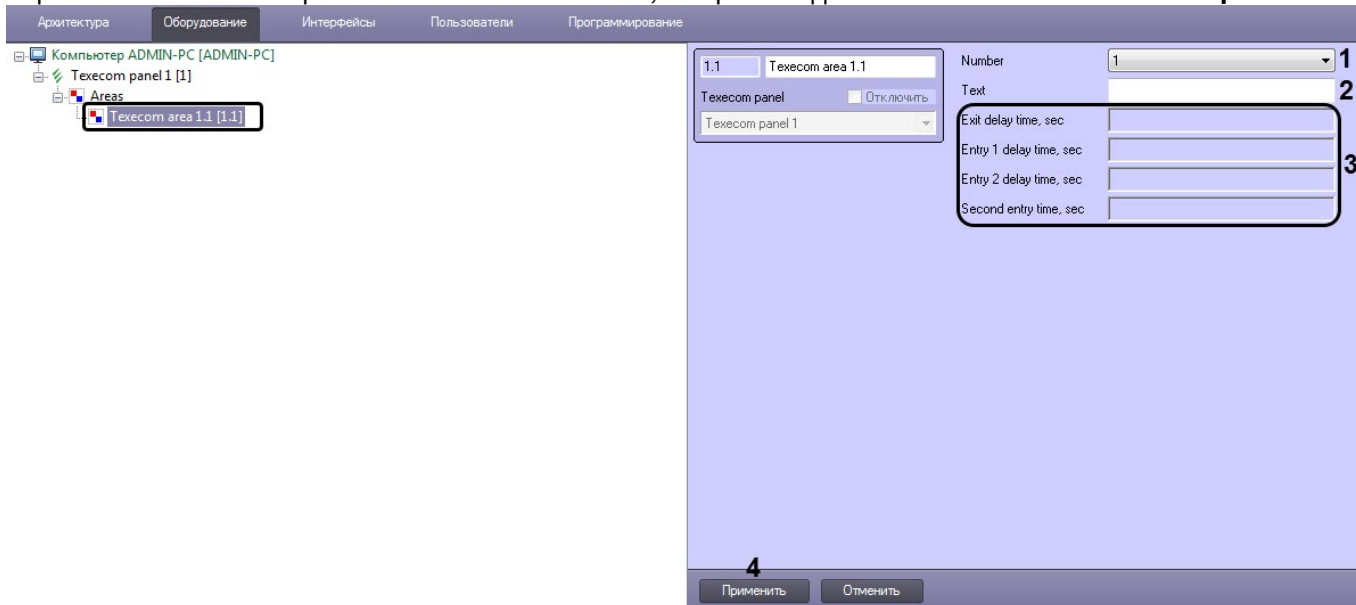 Архитектура Оборудование Интерфейсы Пользователи Программирование
Компьютер ADMIN-PC [ADMIN-PC]
Texecom panel 1 [1]
Areas
Texecom area 1.1 [1.1]
1.1 Texecom area 1.1
Texecom panel Отключить
Texecom panel 1
Number 1 1
Text 2
Exit delay time, sec
Entry 1 delay time, sec
3
Entry 2 delay time, sec
Second entry time, sec
4
Применить Отменить